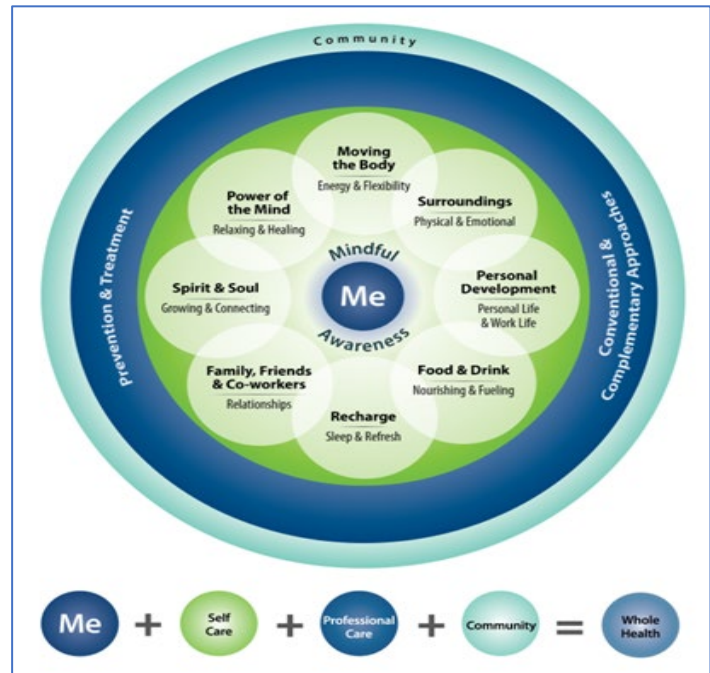 Community
Moving
the Body
Energy & Flexibility
Surroundings
Physical & Emotional
Personal
Development
Personal Life
& Work Life
Food & Drink
Nourishing & Fueling
Recharge
Sleep & Refresh
Family, Friends
& Co-workers
Relationships
Spirit & Soul
Growing & Connecting
Power of
the Mind
Relaxing & Healing
Mindful
Me
Awareness
Prevention & Treatment
Conventional &
Complementary Approaches
Me + Self Care + Professional Care + Community = Whole Health